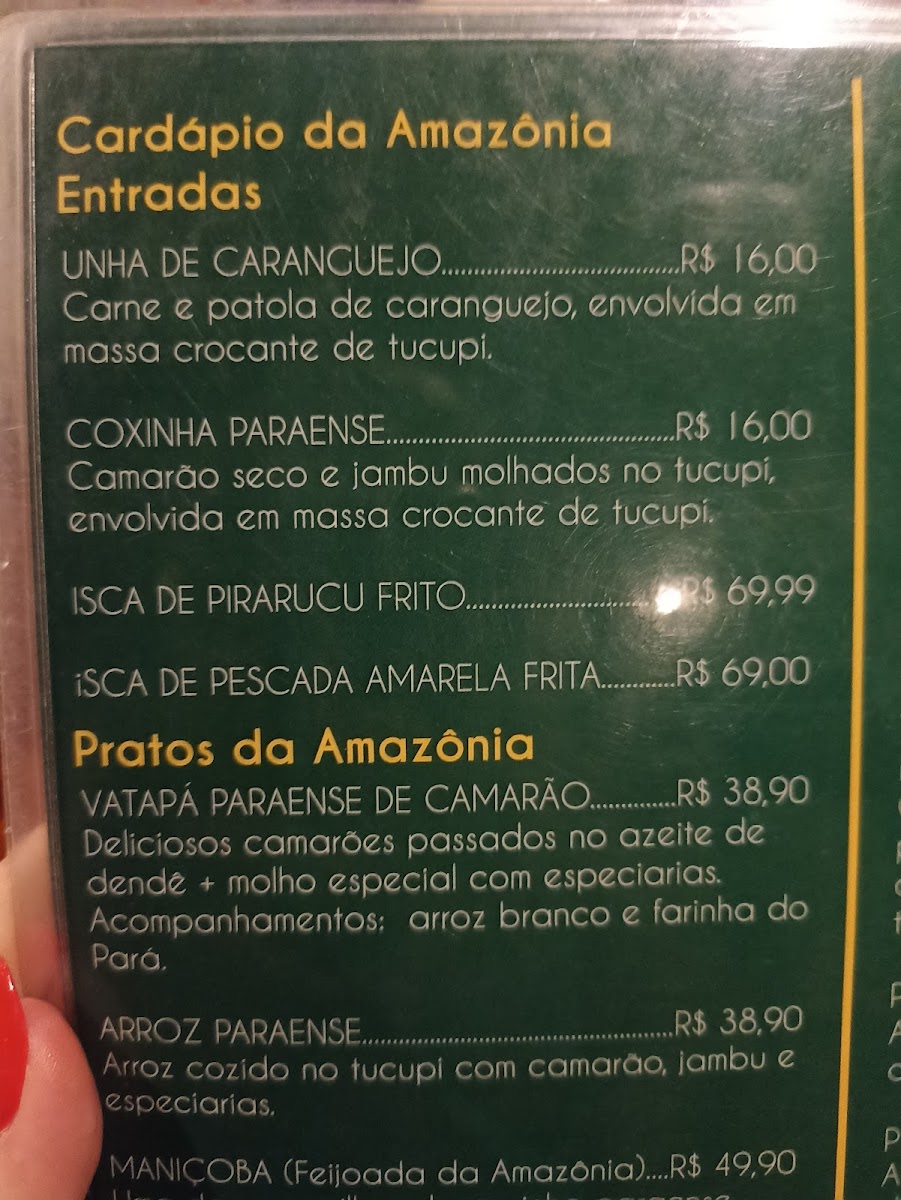 Cardápio da Amazônia
Entradas
UNHA DE CARANGUEJO.....................................R$ 16,00
Carne e patola de caranguejo, envolvida em
massa crocante de tucupi.
COXINHA PARAENSE.............................................R$ 16,00
Camarão seco e jambu molhados no tucupi,
envolvida em massa crocante de tucupi.
ISCA DE PIRARUCU FRITO.............................R$ 69,99
iSCA DE PESCADA AMARELA FRITA............R$ 69,00
Pratos da Amazônia
VATAPÁ PARAENSE DE CAMARÃO..............R$ 38,90
Deliciosos camarões passados no azeite de
dendê + molho especial com especiarias.
Acompanhamentos: arroz branco e farinha do
Pará.
ARROZ PARAENSE.................................................R$ 38,90
Arroz cozido no tucupi com camarão, jambu e
especiarias.
MANIÇOBA (Feijoada da Amazônia)....R$ 49,90